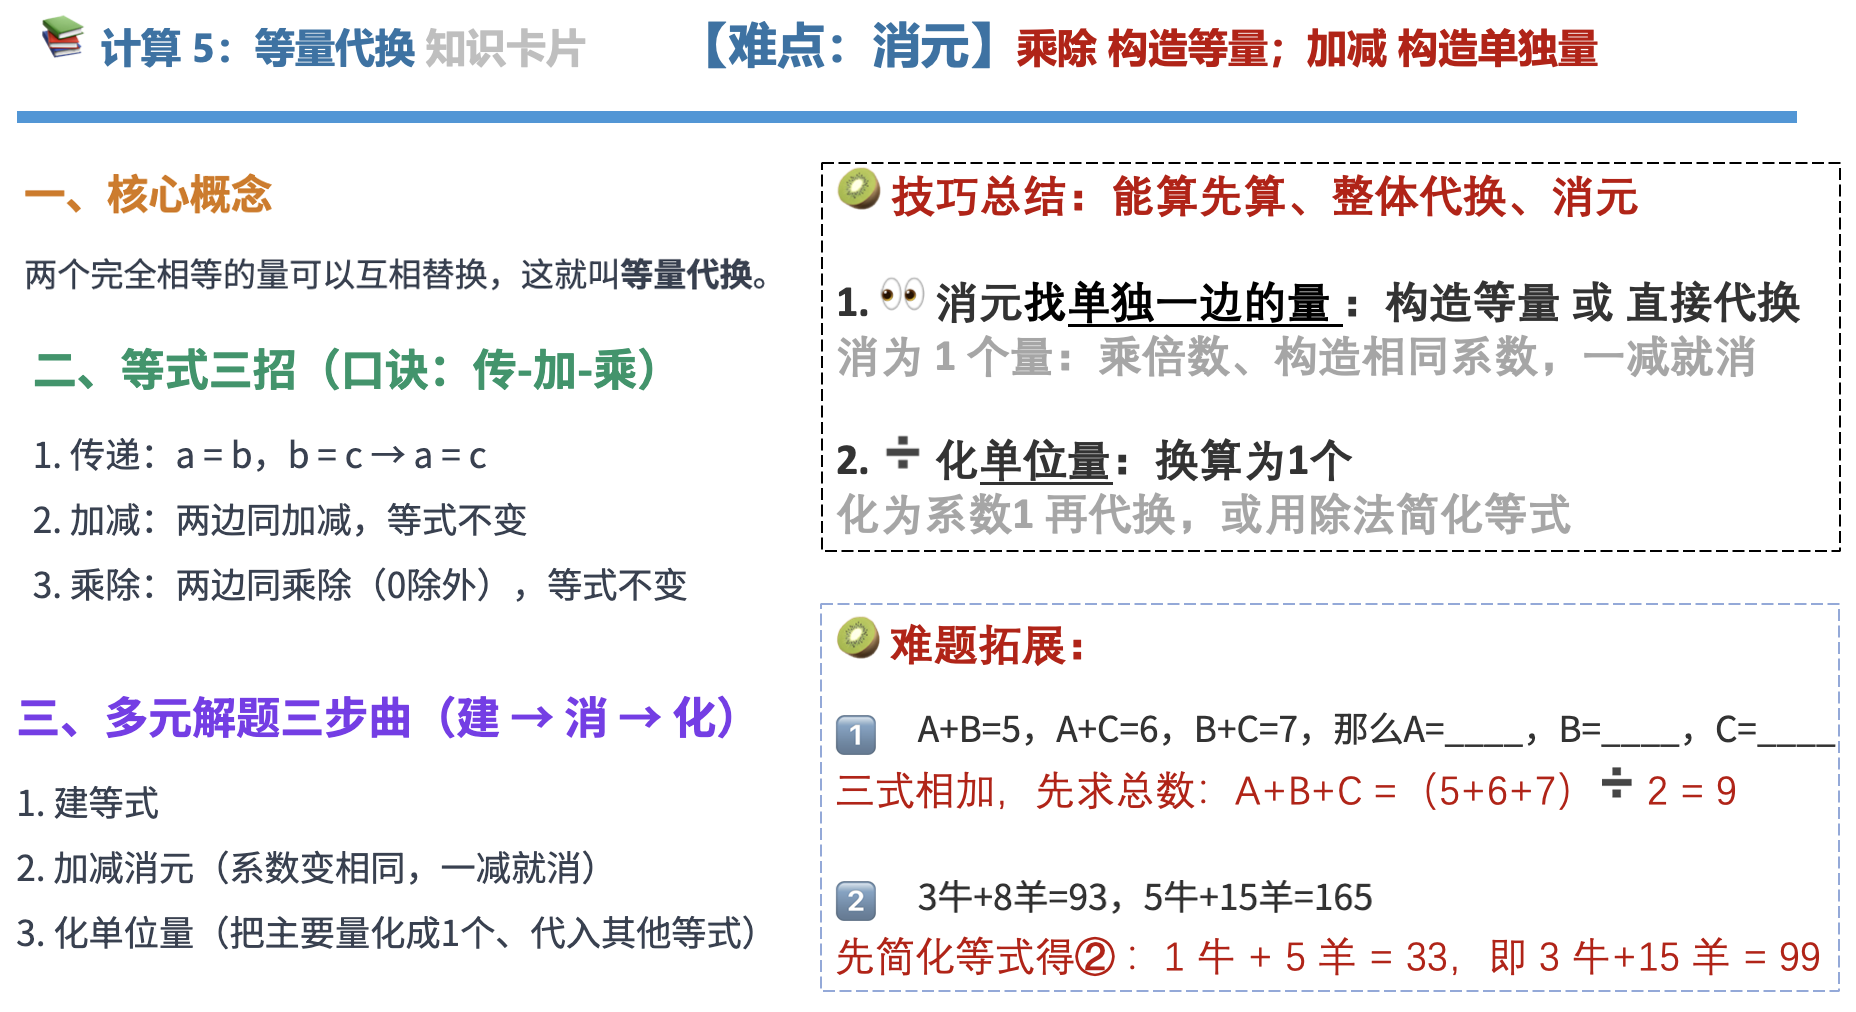 📚 计算 5：等量代换 知识卡片 【难点：消元】乘除 构造等量；加减 构造单独量
一、核心概念
两个完全相等的量可以互相替换，这就叫等量代换。
二、等式三招（口诀：传-加-乘）
1. 传递：a = b，b = c → a = c
2. 加减：两边同加减，等式不变
3. 乘除：两边同乘除（0除外），等式不变
三、多元解题三步曲（建 → 消 → 化）
1. 建等式
2. 加减消元（系数变相同，一减就消）
3. 化单位量（把主要量化成1个、代入其他等式）
🥝 技巧总结：能算先算、整体代换、消元
1. 👀 消元找单独一边的量 ：构造等量 或 直接代换
消为 1 个量：乘倍数、构造相同系数，一减就消
2. ➗ 化单位量：换算为1个
化为系数1 再代换，或用除法简化等式
🥝 难题拓展：
1️⃣ A+B=5，A+C=6，B+C=7，那么A=____，B=____，C=____
三式相加，先求总数：A+B+C =（5+6+7）➗ 2 = 9
2️⃣ 3牛+8羊=93，5牛+15羊=165
先简化等式得②：1 牛 + 5 羊 = 33，即 3 牛+15 羊 = 99